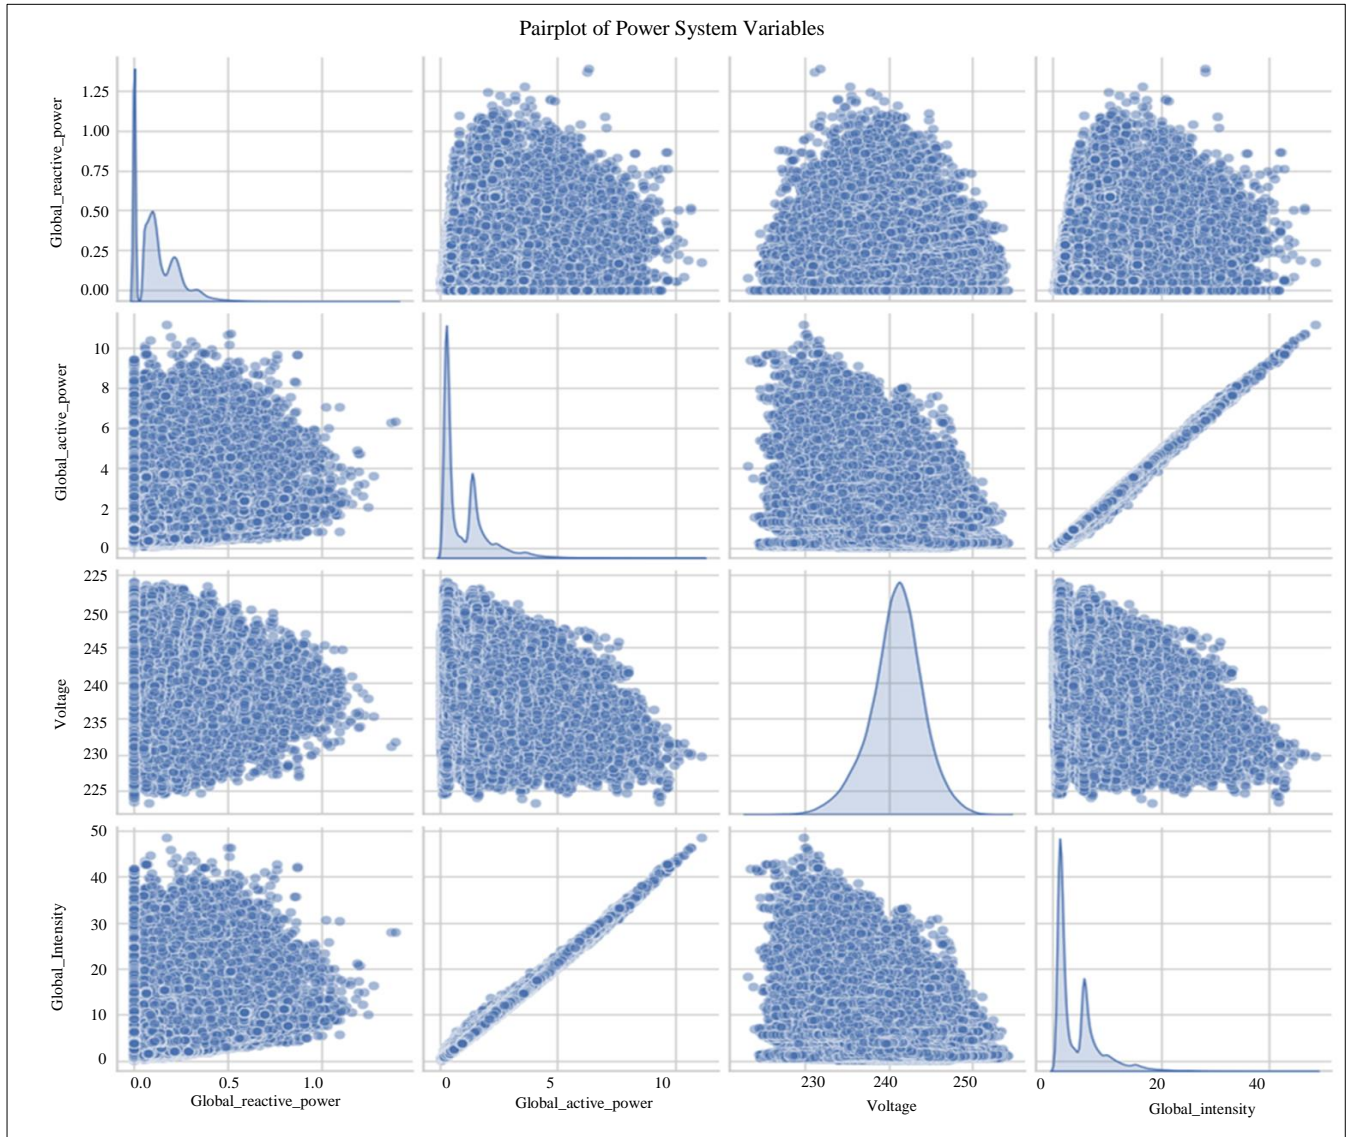 Pairplot of Power System Variables
Global_reactive_power
1.25
1.00
0.75
0.50
0.25
0.00
Global_active_power
10
8
6
4
2
0
Voltage
225
250
245
240
235
230
225
Global_Intensity
50
40
30
20
10
0
0.0 0.5 1.0
Global_reactive_power
0 5 10
Global_active_power
230 240 250
Voltage
0 20 40
Global_intensity